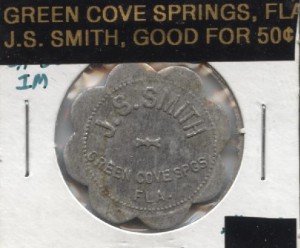 GREEN COVE SPRINGS, FLA
J.S. SMITH, GOOD FOR 50¢
IM
J. S. SMITH
GREEN COVE SPGS.
FLA.